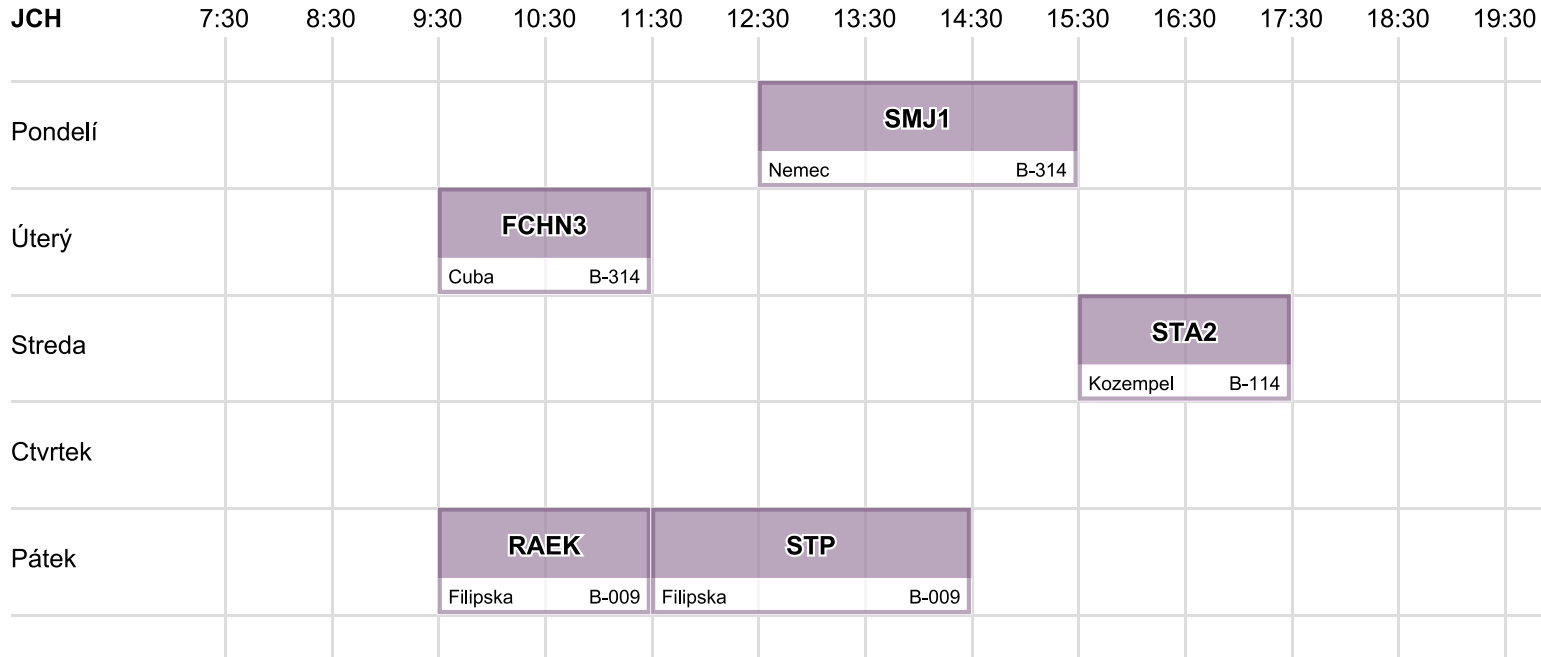 JCH 7:30 8:30 9:30 10:30 11:30 12:30 13:30 14:30 15:30 16:30 17:30 18:30 19:30
Pondelí
SMJ1
Nemec B-314
Úterý
FCHN3
Cuba B-314
Streda
STA2
Kozempel B-114
Ctvrtek
Pátek
RAEK STP
Filipska B-009 Filipska B-009